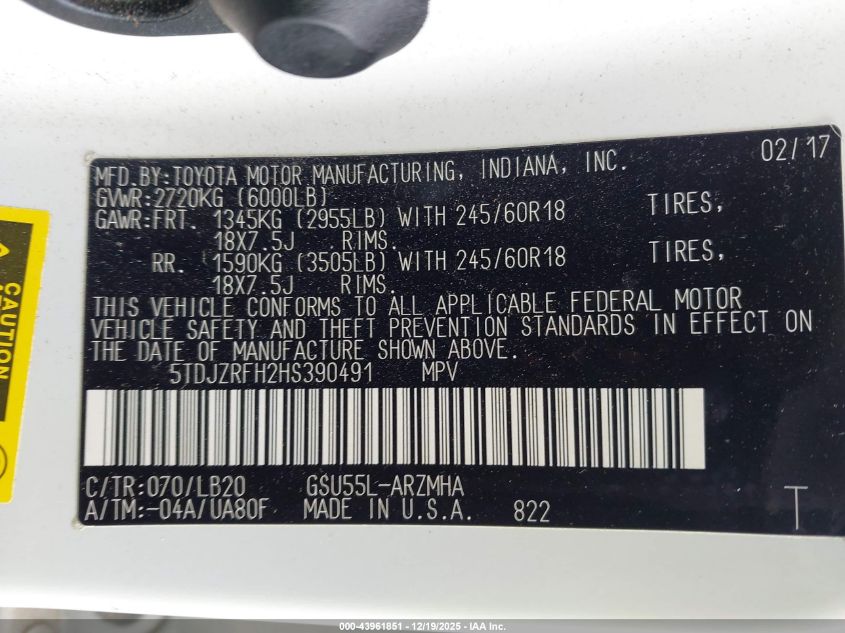 02/17
MFD.BY:TOYOTA MOTOR MANUFACTURING, INDIANA, INC.
GVWR:2720KG (6000LB)
GAWR:FRT. 1345KG (2955LB) WITH 245/60R18 TIRES,
18X7.5J RIMS.
RR. 1590KG (3505LB) WITH 245/60R18 TIRES,
18X7.5J RIMS.
THIS VEHICLE CONFORMS TO ALL APPLICABLE FEDERAL MOTOR
VEHICLE SAFETY AND THEFT PREVENTION STANDARDS IN EFFECT ON
THE DATE OF MANUFACTURE SHOWN ABOVE.
5TDJZRFH2HS390491 MPV
C/TR:070/LB20 GSU55L-ARZMHA
A/TM:-04A/UA80F MADE IN U.S.A. 822 T
CAUTION
000-43961851 | 12/19/2025 - IAA Inc.